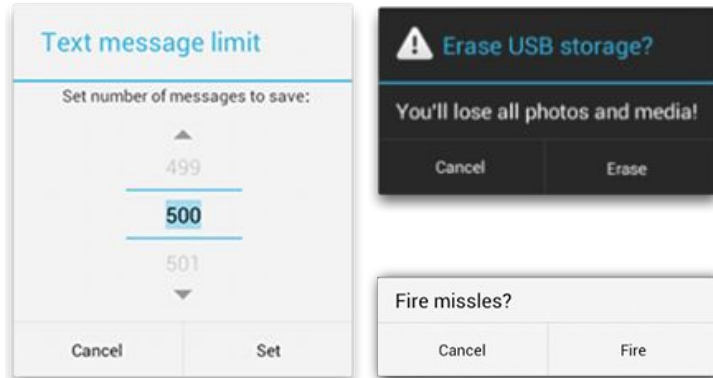 Text message limit
Set number of messages to save:
499
500
501
Cancel Set
Erase USB storage?
You'll lose all photos and media!
Cancel Erase
Fire missles?
Cancel Fire